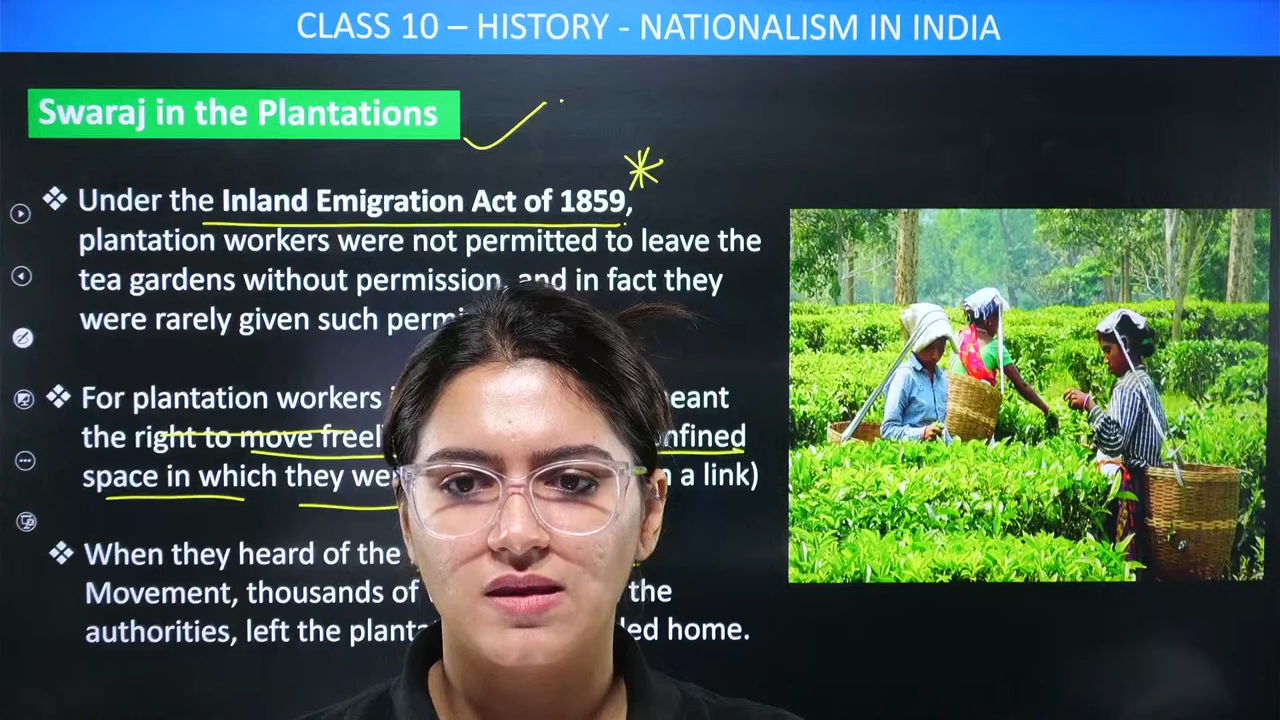 CLASS 10 – HISTORY - NATIONALISM IN INDIA
Swaraj in the Plantations
❖ Under the Inland Emigration Act of 1859,
plantation workers were not permitted to leave the
tea gardens without permission, and in fact they
were rarely given such permi
❖ For plantation workers eant
the right to move freel nfined
space in which they we n a link)
❖ When they heard of the
Movement, thousands of the
authorities, left the planta ded home.